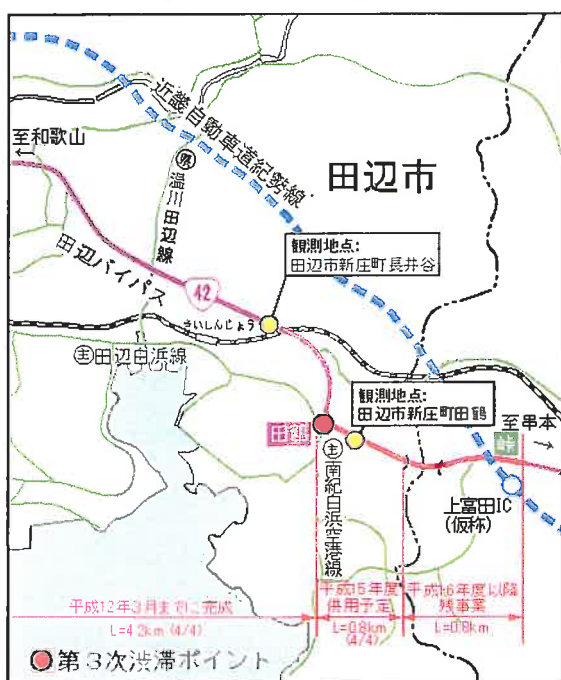 近畿自動車道紀勢線
至和歌山
←
県
温川田辺線
田辺市
観測地点:
田辺市新庄町長井谷
田辺バイパス
42
きいしんじょう
主 田辺白浜線
観測地点:
田辺市新庄町田鶴
至串本
→
田鶴
峠
主 南紀白浜空港線
上富田IC
(仮称)
平成12年3月までに完成
L=4.2km (4/4)
平成15年度
供用予定
L=0.8km
(4/4)
平成16年度以降
残事業
L=0.8km
第3次渋滞ポイント